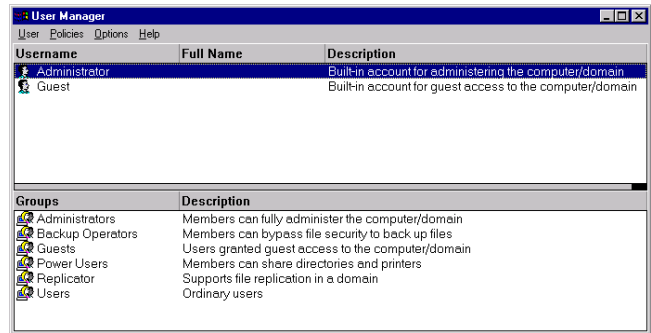 User Manager
User Policies Options Help
Username Full Name Description
Administrator Built-in account for administering the computer/domain
Guest Built-in account for guest access to the computer/domain
Groups Description
Administrators Members can fully administer the computer/domain
Backup Operators Members can bypass file security to back up files
Guests Users granted guest access to the computer/domain
Power Users Members can share directories and printers
Replicator Supports file replication in a domain
Users Ordinary users